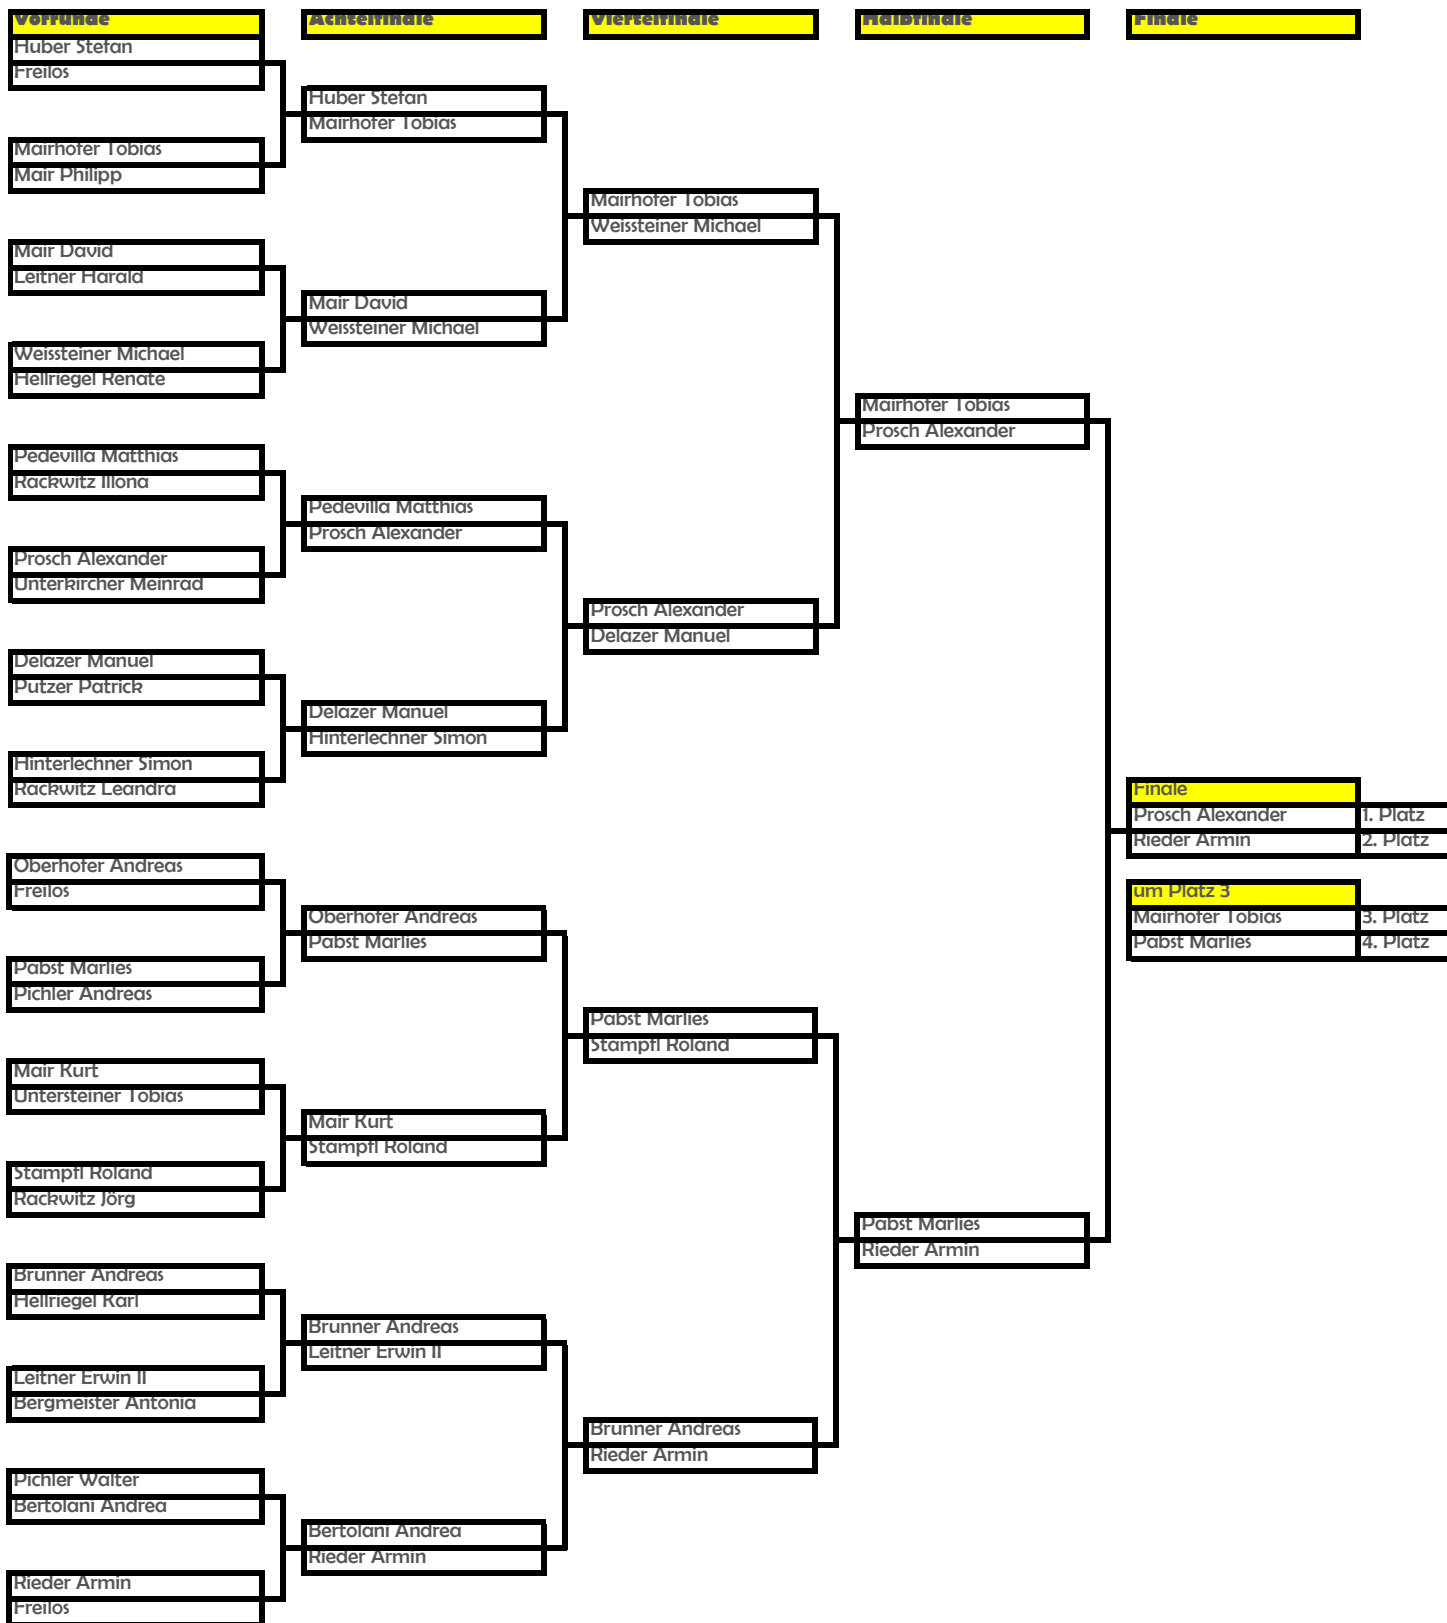 Vorrunde
Achtelfinale
Viertelfinale
Halbfinale
Finale
Huber Stefan
Freilos
Mairhofer Tobias
Mair Philipp
Mair David
Leitner Harald
Weissteiner Michael
Hellriegel Renate
Pedevilla Matthias
Rackwitz Illona
Prosch Alexander
Unterkircher Meinrad
Delazer Manuel
Putzer Patrick
Hinterlechner Simon
Rackwitz Leandra
Oberhofer Andreas
Freilos
Pabst Marlies
Pichler Andreas
Mair Kurt
Untersteiner Tobias
Stampfl Roland
Rackwitz Jörg
Brunner Andreas
Hellriegel Karl
Leitner Erwin II
Bergmeister Antonia
Pichler Walter
Bertolani Andrea
Rieder Armin
Freilos
Huber Stefan
Mairhofer Tobias
Mair David
Weissteiner Michael
Pedevilla Matthias
Prosch Alexander
Delazer Manuel
Hinterlechner Simon
Oberhofer Andreas
Pabst Marlies
Mair Kurt
Stampfl Roland
Brunner Andreas
Leitner Erwin II
Bertolani Andrea
Rieder Armin
Mairhofer Tobias
Weissteiner Michael
Prosch Alexander
Delazer Manuel
Pabst Marlies
Stampfl Roland
Brunner Andreas
Rieder Armin
Mairhofer Tobias
Prosch Alexander
Pabst Marlies
Rieder Armin
Finale
Prosch Alexander 1. Platz
Rieder Armin 2. Platz
um Platz 3
Mairhofer Tobias 3. Platz
Pabst Marlies 4. Platz